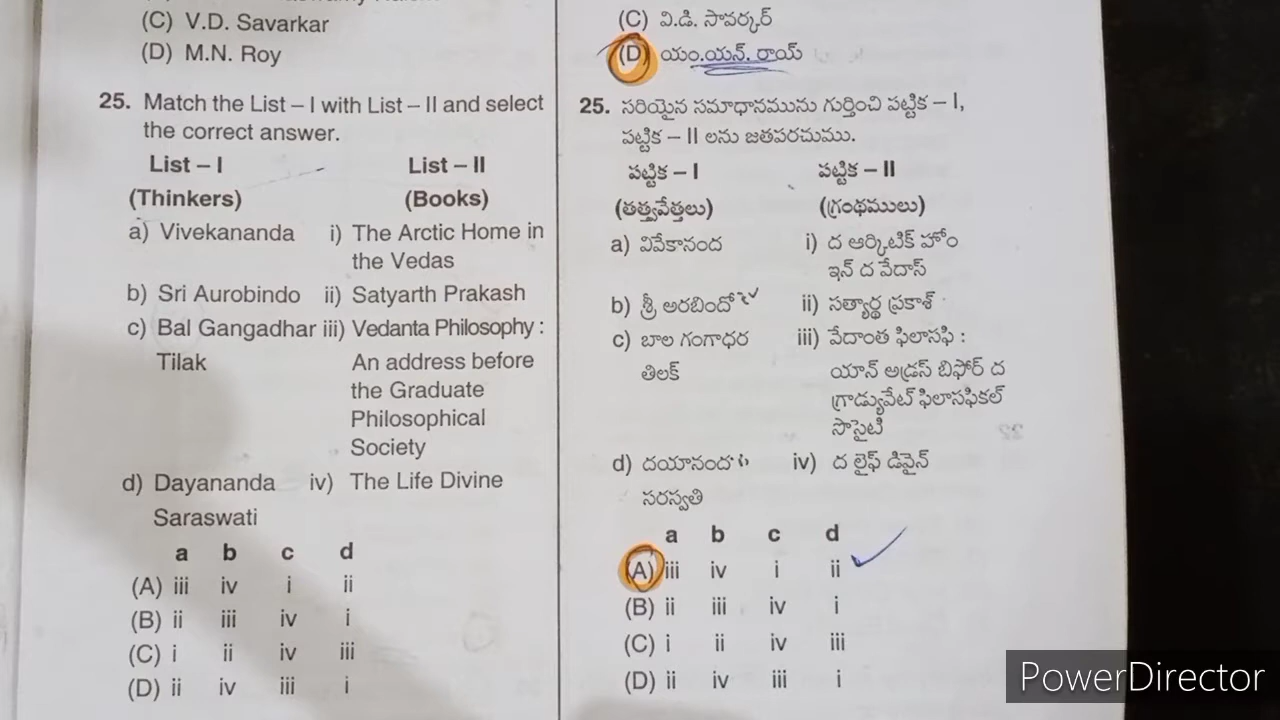 (C) V.D. Savarkar
(D) M.N. Roy
25. Match the List – I with List – II and select
the correct answer.
List – I List – II
(Thinkers) (Books)
a) Vivekananda i) The Arctic Home in
the Vedas
b) Sri Aurobindo ii) Satyarth Prakash
c) Bal Gangadhar iii) Vedanta Philosophy :
Tilak An address before
the Graduate
Philosophical
Society
d) Dayananda iv) The Life Divine
Saraswati
a b c d
(A) iii iv i ii
(B) ii iii iv i
(C) i ii iv iii
(D) ii iv iii i
(C) వి.డి. సావర్కర్
(D) యం.యన్. రాయ్
25. సరియైన సమాధానమును గుర్తించి పట్టిక – I,
పట్టిక – II లను జతపరచుము.
పట్టిక – I పట్టిక – II
(తత్త్వవేత్తలు) (గ్రంథములు)
a) వివేకానంద i) ద ఆర్కిటిక్ హోం
ఇన్ ద వేదాస్
b) శ్రీ అరబిందో ii) సత్యార్థ ప్రకాశ్
c) బాల గంగాధర iii) వేదాంత ఫిలాసఫి :
తిలక్ యాన్ అడ్రస్ బిఫోర్ ద
గ్రాడ్యువేట్ ఫిలాసఫికల్
సొసైటి
d) దయానంద iv) ద లైఫ్ డివైన్
సరస్వతి
a b c d
(A) iii iv i ii
(B) ii iii iv i
(C) i ii iv iii
(D) ii iv iii i
PowerDirector